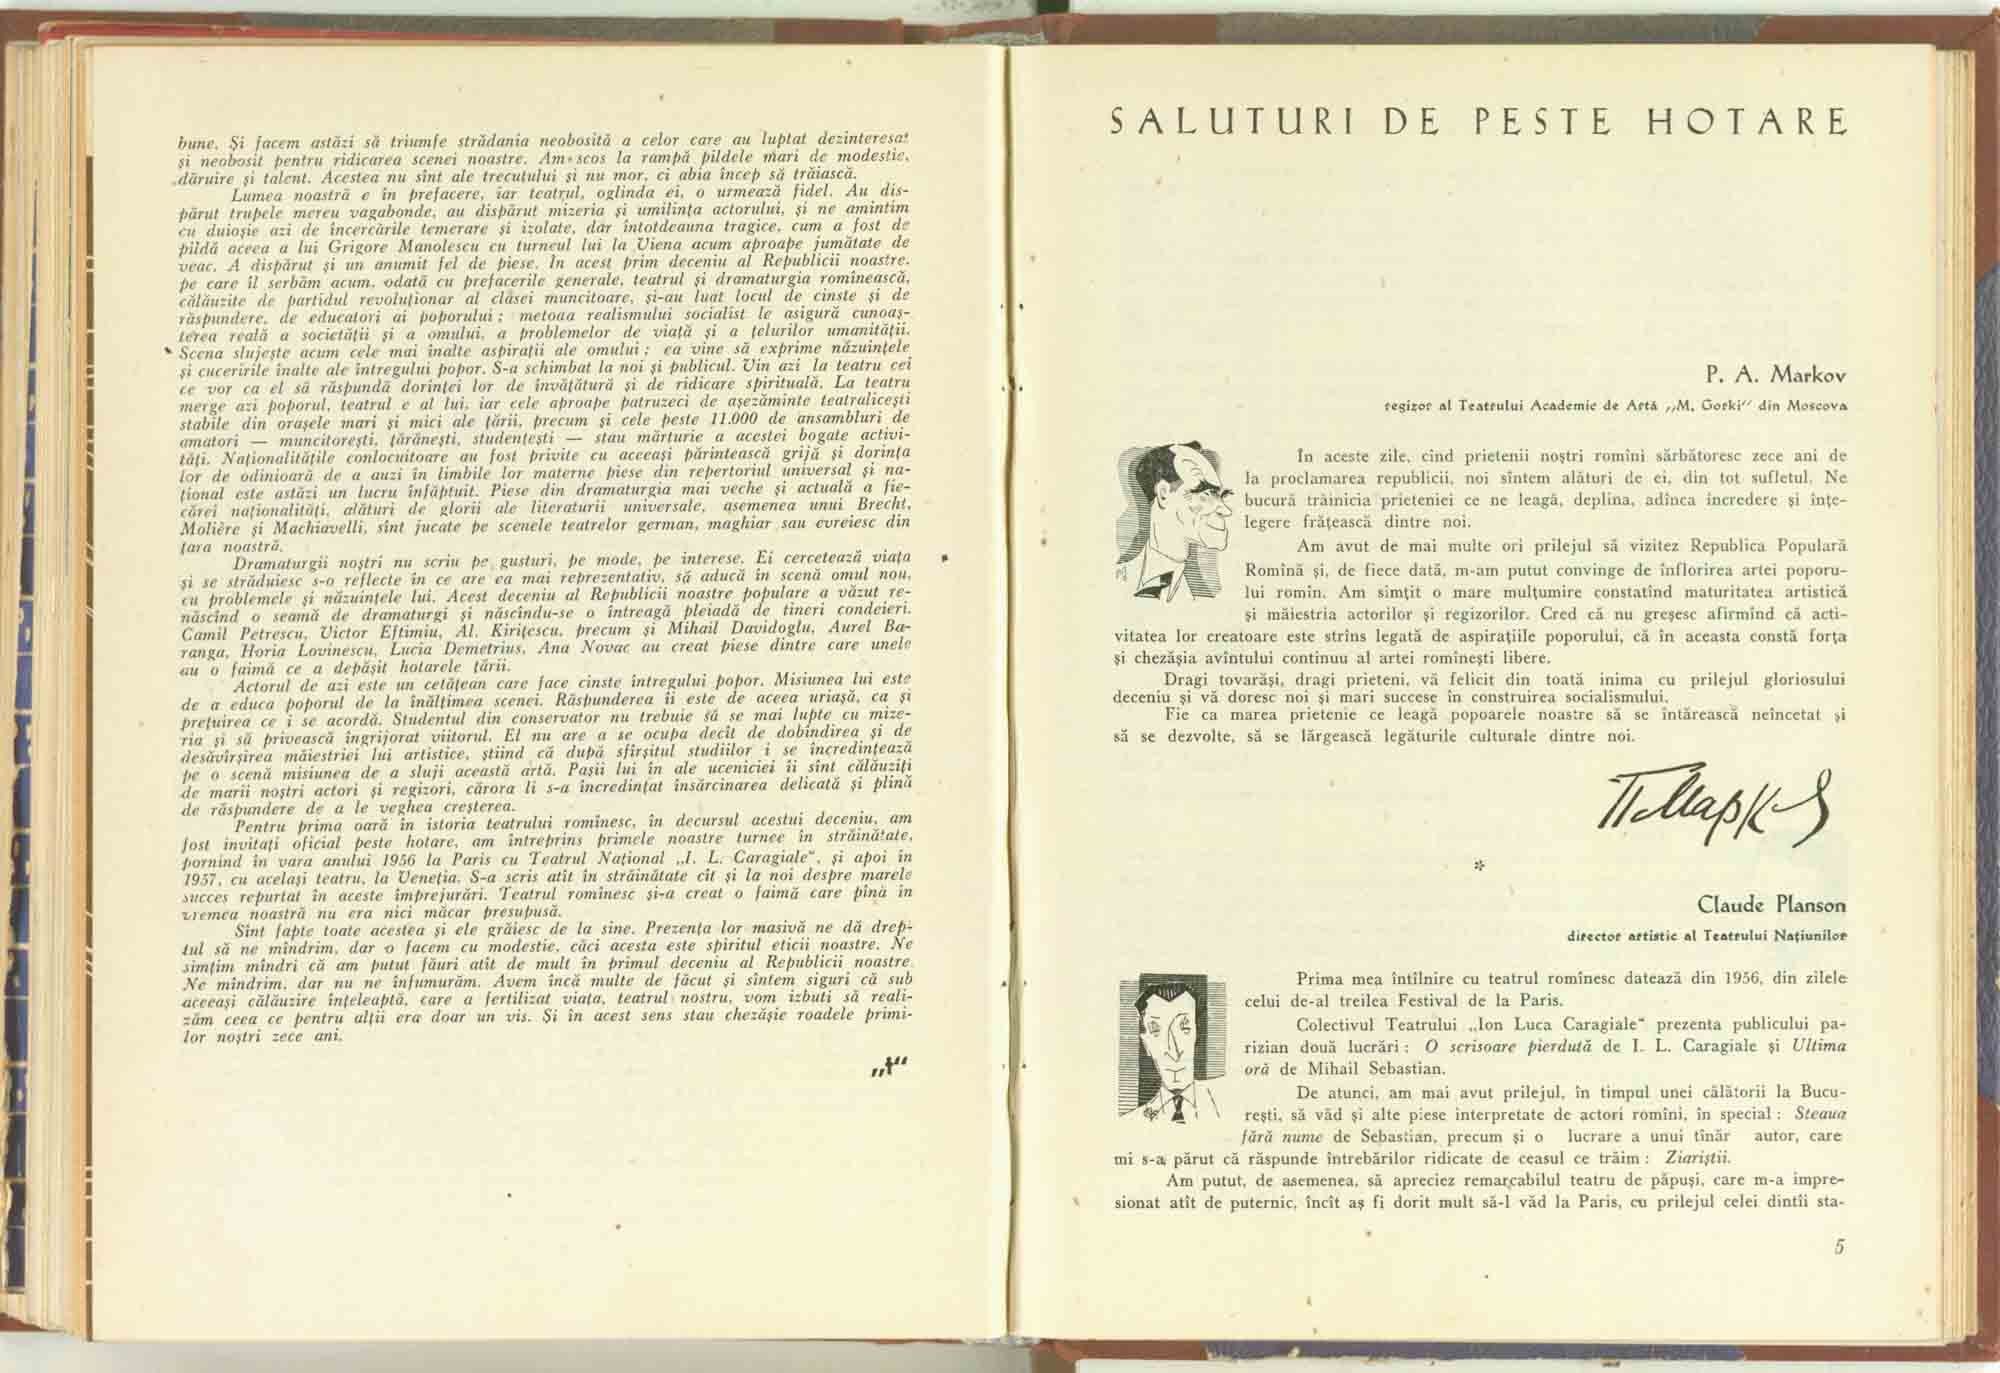 bune. Şi facem astăzi să triumfe strădania neobosită a celor care au luptat dezinteresat
şi neobosit pentru ridicarea scenei noastre. Am scos la rampă pildele mari de modestie,
dăruire şi talent. Acestea nu sînt ale trecutului şi nu mor, ci abia încep să trăiască.
Lumea noastră e în prefacere, iar teatrul, oglinda ei, o urmează fidel. Au dis-
părut trupele mereu vagabonde, au dispărut mizeria şi umilinţa actorului, şi ne amintim
cu duioşie azi de încercările temerare şi izolate, dar întotdeauna tragice, cum a fost de
pildă aceea a lui Grigore Manolescu cu turneul lui la Viena acum aproape jumătate de
veac. A dispărut şi un anumit fel de piese. In acest prim deceniu al Republicii noastre,
pe care îl serbăm acum, odată cu prefacerile generale, teatrul şi dramaturgia romînească,
călăuzite de partidul revoluţionar al clasei muncitoare, şi-au luat locul de cinste şi de
răspundere, de educatori ai poporului ; metoda realismului socialist le asigură cunoaş-
terea reală a societăţii şi a omului, a problemelor de viaţă şi a ţelurilor umanităţii.
Scena slujeşte acum cele mai înalte aspiraţii ale omului ; ea vine să exprime năzuinţele
şi cuceririle înalte ale întregului popor. S-a schimbat la noi şi publicul. Vin azi la teatru cei
ce vor ca el să răspundă dorinţei lor de învăţătură şi de ridicare spirituală. La teatru
merge azi poporul, teatrul e al lui, iar cele aproape patruzeci de aşezăminte teatraliceşti
stabile din oraşele mari şi mici ale ţării, precum şi cele peste 11.000 de ansambluri de
amatori — muncitoreşti, ţărăneşti, studenţeşti — stau mărturie a acestei bogate activi-
tăţi. Naţionalităţile conlocuitoare au fost privite cu aceeaşi părintească grijă şi dorinţa
lor de odinioară de a auzi în limbile lor materne piese din repertoriul universal şi na-
ţional este astăzi un lucru înfăptuit. Piese din dramaturgia mai veche şi actuală a fie-
cărei naţionalităţi, alături de glorii ale literaturii universale, asemenea unui Brecht,
Molière şi Machiavelli, sînt jucate pe scenele teatrelor german, maghiar sau evreiesc din
ţara noastră.
Dramaturgii noştri nu scriu pe gusturi, pe mode, pe interese. Ei cercetează viaţa
şi se străduiesc s-o reflecte în ce are ea mai reprezentativ, să aducă în scenă omul nou,
cu problemele şi năzuinţele lui. Acest deceniu al Republicii noastre populare a văzut re-
născînd o seamă de dramaturgi şi născîndu-se o întreagă pleiadă de tineri condeieri.
Camil Petrescu, Victor Eftimiu, Al. Kiriţescu, precum şi Mihail Davidoglu, Aurel Ba-
ranga, Horia Lovinescu, Lucia Demetrius, Ana Novac au creat piese dintre care unele
au o faimă ce a depăşit hotarele ţării.
Actorul de azi este un cetăţean care face cinste întregului popor. Misiunea lui este
de a educa poporul de la înălţimea scenei. Răspunderea îi este de aceea uriaşă, ca şi
preţuirea ce i se acordă. Studentul din conservator nu trebuie să se mai lupte cu mize-
ria şi să privească îngrijorat viitorul. El nu are a se ocupa decît de dobîndirea şi de
desăvîrşirea măiestriei lui artistice, ştiind că după sfîrşitul studiilor i se încredinţează
pe o scenă misiunea de a sluji această artă. Paşii lui în ale uceniciei îi sînt călăuziţi
de marii noştri actori şi regizori, cărora li s-a încredinţat însărcinarea delicată şi plină
de răspundere de a le veghea creşterea.
Pentru prima oară în istoria teatrului romînesc, în decursul acestui deceniu, am
fost invitaţi oficial peste hotare, am întreprins primele noastre turnee în străinătate,
pornind în vara anului 1956 la Paris cu Teatrul Naţional „I. L. Caragiale“, şi apoi în
1957, cu acelaşi teatru, la Veneţia. S-a scris atît în străinătate cît şi la noi despre marele
succes repurtat în aceste împrejurări. Teatrul romînesc şi-a creat o faimă care pînă în
vremea noastră nu era nici măcar presupusă.
Sînt fapte toate acestea şi ele grăiesc de la sine. Prezenţa lor masivă ne dă drep-
tul să ne mîndrim, dar o facem cu modestie, căci acesta este spiritul eticii noastre. Ne
simţim mîndri că am putut făuri atît de mult în primul deceniu al Republicii noastre.
Ne mîndrim, dar nu ne înfumurăm. Avem încă multe de făcut şi sîntem siguri că sub
aceeaşi călăuzire înţeleaptă, care a fertilizat viaţa, teatrul nostru, vom izbuti să reali-
zăm ceea ce pentru alţii era doar un vis. Şi în acest sens stau chezăşie roadele primi-
lor noştri zece ani.
„t“
SALUTURI DE PESTE HOTARE
P. A. Markov
regizor al Teatrului Academic de Artă „M. Gorki“ din Moscova
In aceste zile, cînd prietenii noştri romîni sărbătoresc zece ani de
la proclamarea republicii, noi sîntem alături de ei, din tot sufletul. Ne
bucură trăinicia prieteniei ce ne leagă, deplina, adînca încredere şi înţe-
legere frăţească dintre noi.
Am avut de mai multe ori prilejul să vizitez Republica Populară
Romînă şi, de fiece dată, m-am putut convinge de înflorirea artei poporu-
lui romîn. Am simţit o mare mulţumire constatînd maturitatea artistică
şi măiestria actorilor şi regizorilor. Cred că nu greşesc afirmînd că acti-
vitatea lor creatoare este strîns legată de aspiraţiile poporului, că în aceasta constă forţa
şi chezăşia avîntului continuu al artei romîneşti libere.
Dragi tovarăşi, dragi prieteni, vă felicit din toată inima cu prilejul gloriosului
deceniu şi vă doresc noi şi mari succese în construirea socialismului.
Fie ca marea prietenie ce leagă popoarele noastre să se întărească neîncetat şi
să se dezvolte, să se lărgească legăturile culturale dintre noi.
П Марков
*
Claude Planson
director artistic al Teatrului Naţiunilor
Prima mea întîlnire cu teatrul romînesc datează din 1956, din zilele
celui de-al treilea Festival de la Paris.
Colectivul Teatrului „Ion Luca Caragiale“ prezenta publicului pa-
rizian două lucrări : O scrisoare pierdută de I. L. Caragiale şi Ultima
oră de Mihail Sebastian.
De atunci, am mai avut prilejul, în timpul unei călătorii la Bucu-
reşti, să văd şi alte piese interpretate de actori romîni, în special : Steaua
fără nume de Sebastian, precum şi o lucrare a unui tînăr autor, care
mi s-a părut că răspunde întrebărilor ridicate de ceasul ce trăim : Ziariştii.
Am putut, de asemenea, să apreciez remarcabilul teatru de păpuşi, care m-a impre-
sionat atît de puternic, încît aş fi dorit mult să-l văd la Paris, cu prilejul celei dintîi sta-
5